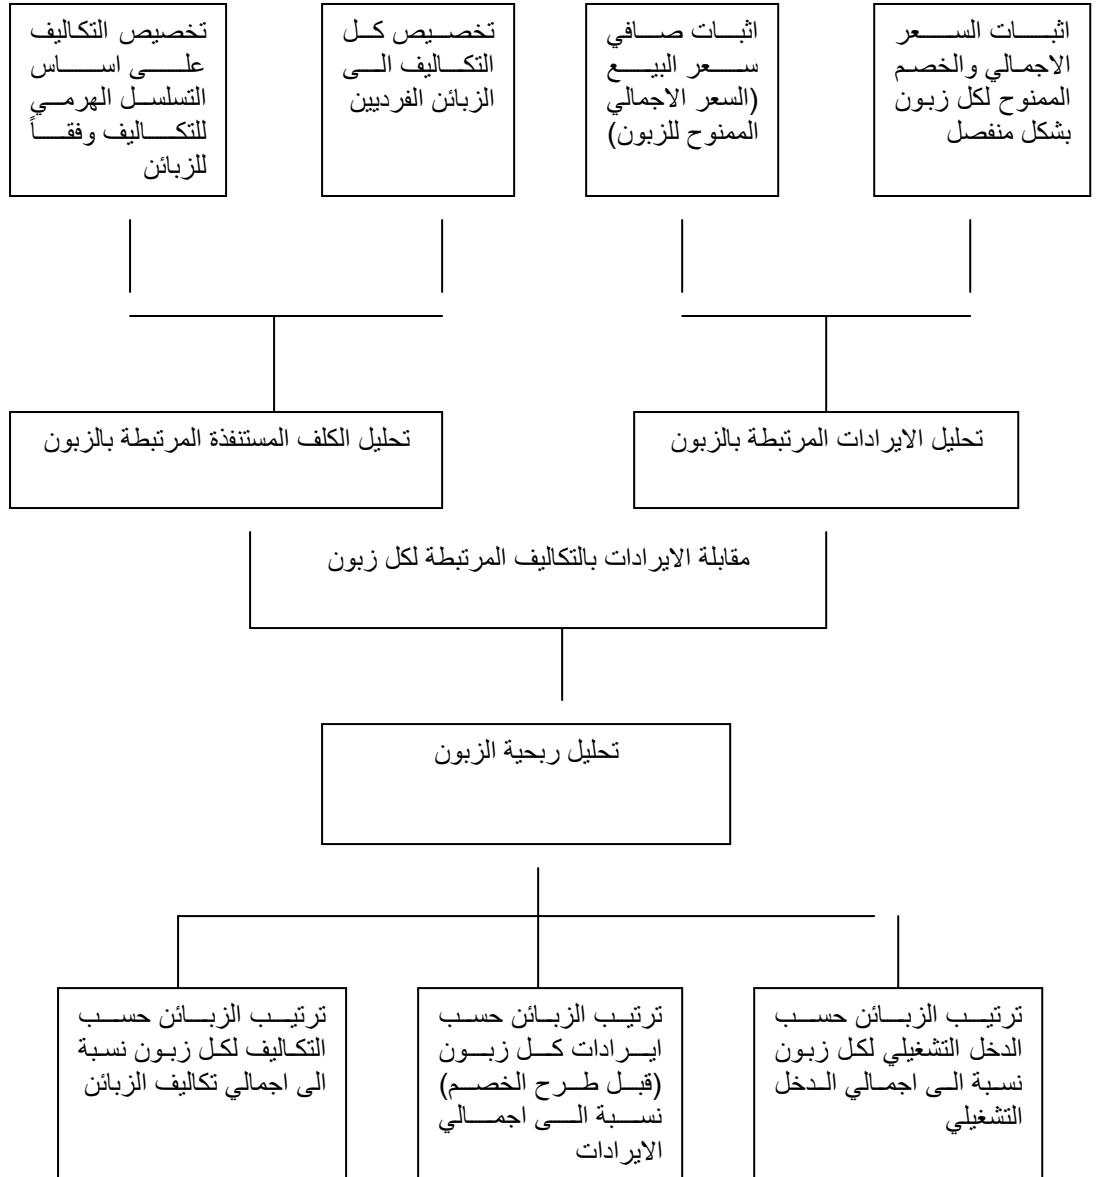 اثبات السعر
الاجمالي والخصم
الممنوح لكل زبون
بشكل منفصل
اثبات صافي
سعر البيع
(السعر الاجمالي
الممنوح للزبون)
تخصيص كل
التكاليف الى
الزبائن الفرديين
تخصيص التكاليف
على اساس
التسلسل الهرمي
للتكاليف وفقاً
للزبائن
تحليل الايرادات المرتبطة بالزبون
تحليل الكلف المستنفذة المرتبطة بالزبون
مقابلة الايرادات بالتكاليف المرتبطة لكل زبون
تحليل ربحية الزبون
ترتيب الزبائن حسب
الدخل التشغيلي لكل زبون
نسبة الى اجمالي الدخل
التشغيلي
ترتيب الزبائن حسب
ايرادات كل زبون
(قبل طرح الخصم)
نسبة الى اجمالي
الايرادات
ترتيب الزبائن حسب
التكاليف لكل زبون نسبة
الى اجمالي تكاليف الزبائن